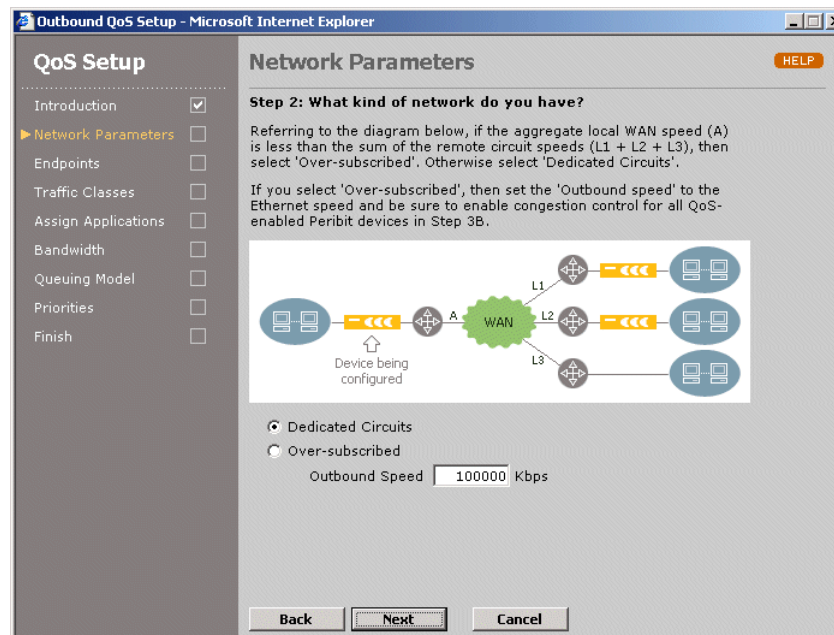 Outbound QoS Setup - Microsoft Internet Explorer
QoS Setup
Introduction
Network Parameters
Endpoints
Traffic Classes
Assign Applications
Bandwidth
Queuing Model
Priorities
Finish
Network Parameters
HELP
Step 2: What kind of network do you have?
Referring to the diagram below, if the aggregate local WAN speed (A)
is less than the sum of the remote circuit speeds (L1 + L2 + L3), then
select 'Over-subscribed'. Otherwise select 'Dedicated Circuits'.
If you select 'Over-subscribed', then set the 'Outbound speed' to the
Ethernet speed and be sure to enable congestion control for all QoS-
enabled Peribit devices in Step 3B.
L1
A
WAN
L2
L3
Device being
configured
Dedicated Circuits
Over-subscribed
Outbound Speed 100000 Kbps
Back Next Cancel